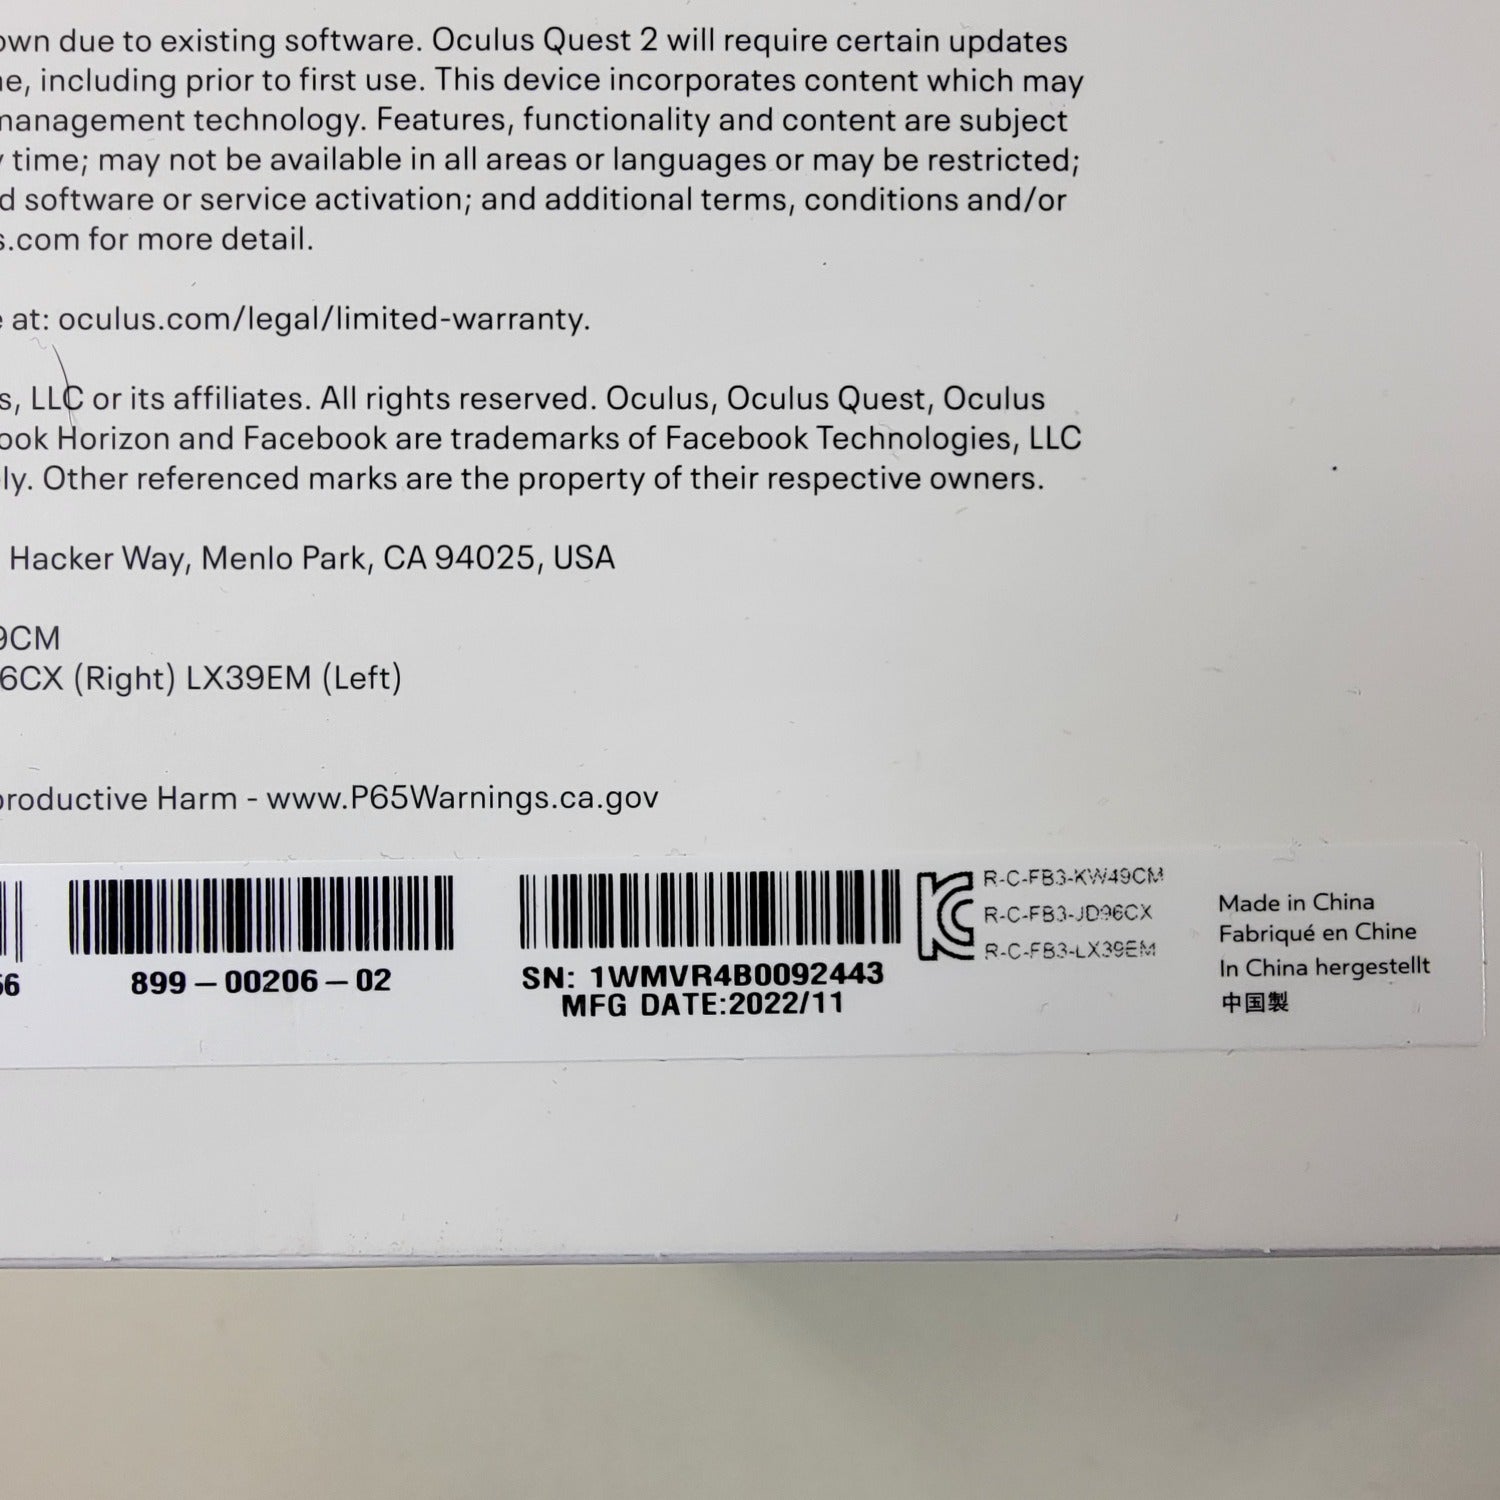 own due to existing software. Oculus Quest 2 will require certain updates
e, including prior to first use. This device incorporates content which may
management technology. Features, functionality and content are subject
time; may not be available in all areas or languages or may be restricted;
d software or service activation; and additional terms, conditions and/or
s.com for more detail.
at: oculus.com/legal/limited-warranty.
s, LLC or its affiliates. All rights reserved. Oculus, Oculus Quest, Oculus
ook Horizon and Facebook are trademarks of Facebook Technologies, LLC
ly. Other referenced marks are the property of their respective owners.
Hacker Way, Menlo Park, CA 94025, USA
9CM
6CX (Right) LX39EM (Left)
productive Harm - www.P65Warnings.ca.gov
56
899-00206-02
SN: 1WMVR4B0092443
MFG DATE:2022/11
R-C-FB3-KW49CM
R-C-FB3-JD96CX
R-C-FB3-LX39EM
Made in China
Fabriqué en Chine
In China hergestellt
中国製